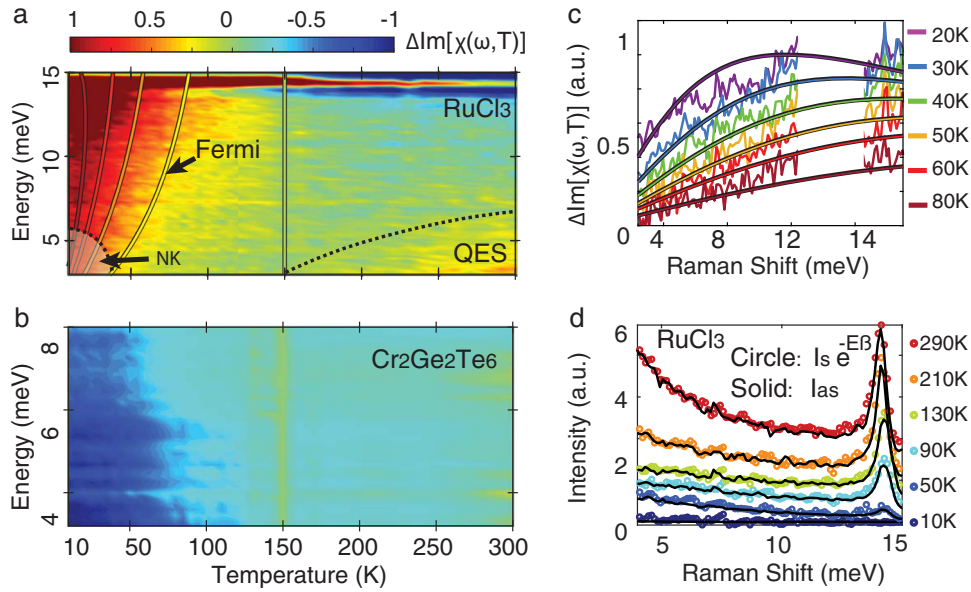 a
1 0.5 0 -0.5 -1
ΔIm[χ(ω,T)]
15
10
5
Energy (meV)
RuCl3
Fermi
NK
QES
b
8
6
4
Energy (meV)
Cr2Ge2Te6
10 50 100 150 200 250 300
Temperature (K)
c
1
0.5
0
ΔIm[χ(ω,T)] (a.u.)
4 8 12 14
Raman Shift (meV)
20K
30K
40K
50K
60K
80K
d
6
4
2
0
Intensity (a.u.)
RuCl3
Circle: Is e-Eß
Solid: Ias
5 10 15
Raman Shift (meV)
290K
210K
130K
90K
50K
10K